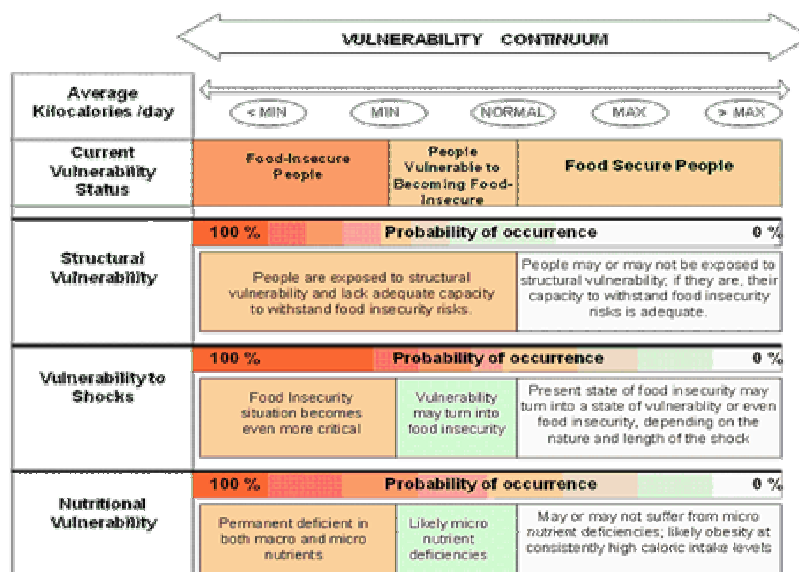 VULNERABILITY CONTINUUM
Average
Kilocalories /day
< MIN
MIN
NORMAL
MAX
> MAX
Current
Vulnerability
Status
Food-Insecure
People
People
Vulnerable to
Becoming Food-
Insecure
Food Secure People
100 % Probability of occurrence 0 %
Structural
Vulnerability
People are exposed to structural
vulnerability and lack adequate capacity
to withstand food insecurity risks.
People may or may not be exposed to
structural vulnerability; if they are, their
capacity to withstand food insecurity
risks is adequate.
100 % Probability of occurrence 0 %
Vulnerability to
Shocks
Food Insecurity
situation becomes
even more critical
Vulnerability
may turn into
food insecurity
Present state of food insecurity may
turn into a state of vulnerablity or even
food insecurity, depending on the
nature and length of the shock
100 % Probability of occurrence 0 %
Nutritional
Vulnerability
Permanent deficient in
both macro and micro
nutrients
Likely micro
nutrient
deficiencies
May or may not suffer from micro
nutrient deficiencies; likely obesity at
consistently high caloric intake levels